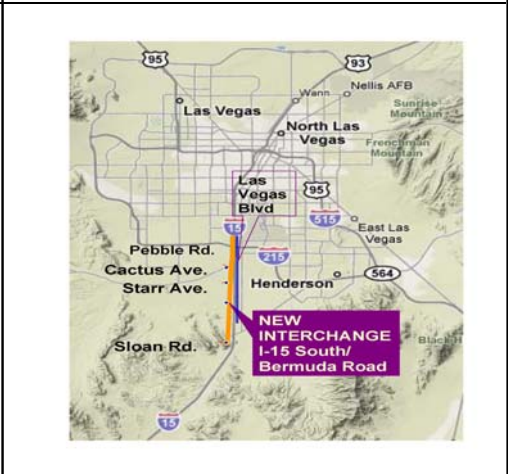 95
93
Nellis AFB
Wann
Las Vegas
Sunrise
Mountain
North Las
Vegas
Frenchman
Mountain
Las
Vegas
Blvd
95
15
515
East Las
Vegas
Pebble Rd.
215
Cactus Ave.
564
Starr Ave.
Henderson
NEW
INTERCHANGE
I-15 South/
Bermuda Road
Sloan Rd.
Black H
15